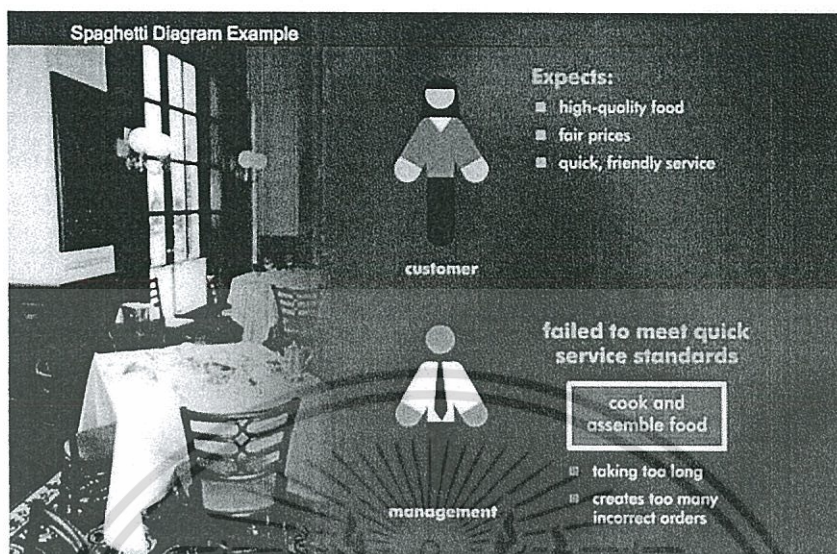 Spaghetti Diagram Example
Expects:
high-quality food
fair prices
quick, friendly service
customer
failed to meet quick
service standards
cook and
assemble food
taking too long
creates too many
incorrect orders
management